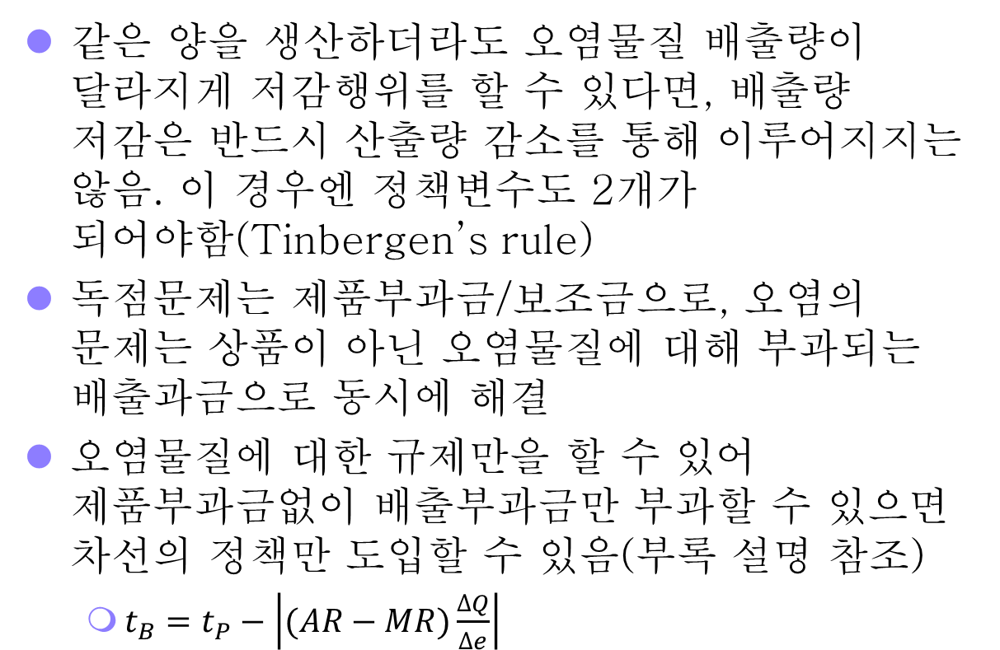 같은 양을 생산하더라도 오염물질 배출량이
달라지게 저감행위를 할 수 있다면, 배출량
저감은 반드시 산출량 감소를 통해 이루어지지는
않음. 이 경우엔 정책변수도 2개가
되어야함(Tinbergen’s rule)
독점문제는 제품부과금/보조금으로, 오염의
문제는 상품이 아닌 오염물질에 대해 부과되는
배출과금으로 동시에 해결
오염물질에 대한 규제만을 할 수 있어
제품부과금없이 배출부과금만 부과할 수 있으면
차선의 정책만 도입할 수 있음(부록 설명 참조)
t_B = t_P − |(AR − MR) ΔQ/Δe|